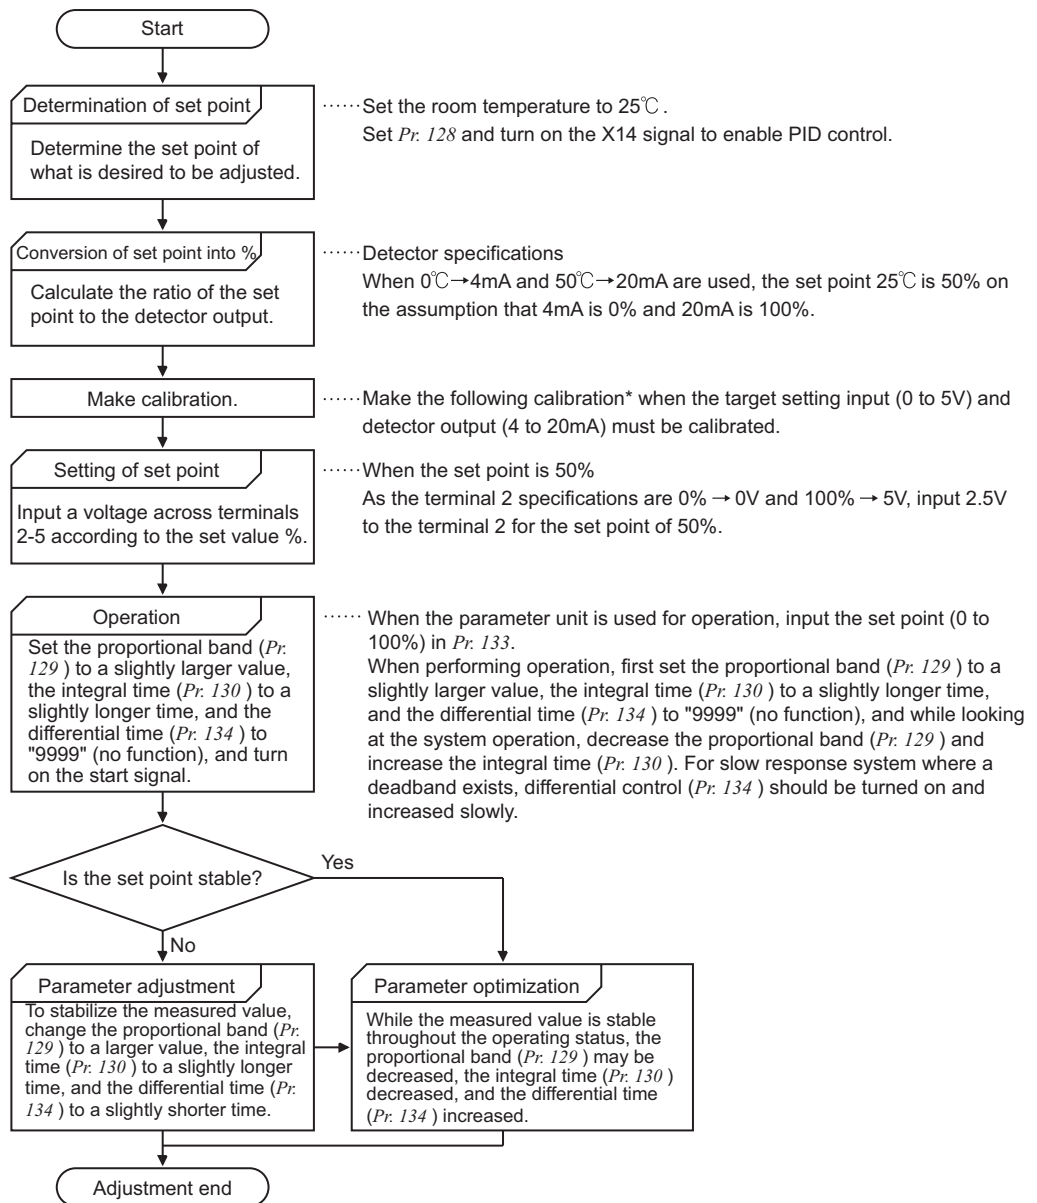 Start
Determination of set point
Determine the set point of
what is desired to be adjusted.
······Set the room temperature to 25℃ .
Set Pr. 128 and turn on the X14 signal to enable PID control.
Conversion of set point into %
Calculate the ratio of the set
point to the detector output.
······Detector specifications
When 0℃→4mA and 50℃→20mA are used, the set point 25℃ is 50% on
the assumption that 4mA is 0% and 20mA is 100%.
Make calibration.
······Make the following calibration* when the target setting input (0 to 5V) and
detector output (4 to 20mA) must be calibrated.
Setting of set point
Input a voltage across terminals
2-5 according to the set value %.
······When the set point is 50%
As the terminal 2 specifications are 0% → 0V and 100% → 5V, input 2.5V
to the terminal 2 for the set point of 50%.
Operation
Set the proportional band (Pr.
129 ) to a slightly larger value,
the integral time (Pr. 130 ) to a
slightly longer time, and the
differential time (Pr. 134 ) to
"9999" (no function), and turn
on the start signal.
······ When the parameter unit is used for operation, input the set point (0 to
100%) in Pr. 133.
When performing operation, first set the proportional band (Pr. 129 ) to a
slightly larger value, the integral time (Pr. 130 ) to a slightly longer time,
and the differential time (Pr. 134 ) to "9999" (no function), and while looking
at the system operation, decrease the proportional band (Pr. 129 ) and
increase the integral time (Pr. 130 ). For slow response system where a
deadband exists, differential control (Pr. 134 ) should be turned on and
increased slowly.
Is the set point stable?
Yes
No
Parameter adjustment
To stabilize the measured value,
change the proportional band (Pr.
129 ) to a larger value, the integral
time (Pr. 130 ) to a slightly longer
time, and the differential time (Pr.
134 ) to a slightly shorter time.
Parameter optimization
While the measured value is stable
throughout the operating status, the
proportional band (Pr. 129 ) may be
decreased, the integral time (Pr. 130 )
decreased, and the differential time
(Pr. 134 ) increased.
Adjustment end